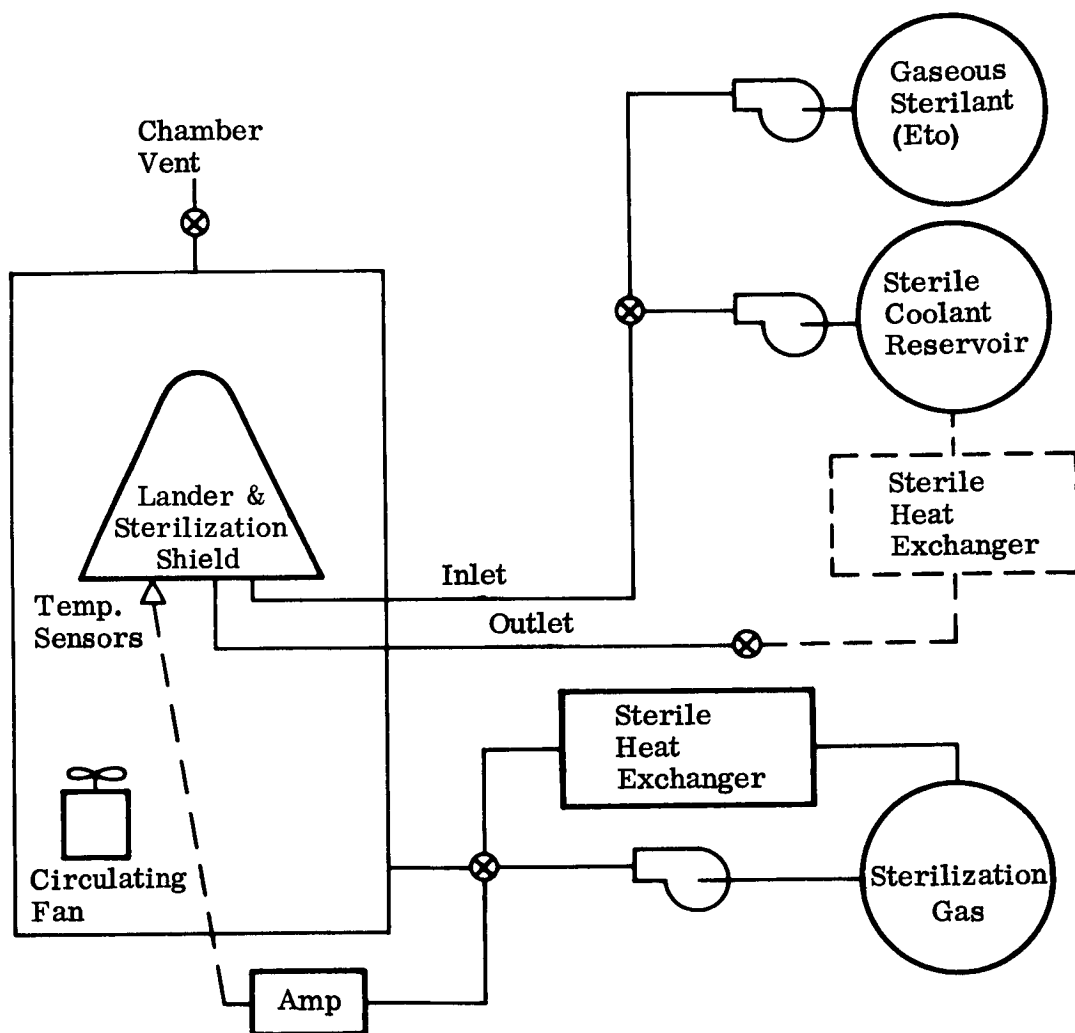 Chamber
Vent
Gaseous
Sterilant
(Eto)
Sterile
Coolant
Reservoir
Sterile
Heat
Exchanger
Lander &
Sterilization
Shield
Inlet
Temp.
Sensors
Outlet
Sterile
Heat
Exchanger
Circulating
Fan
Sterilization
Gas
Amp